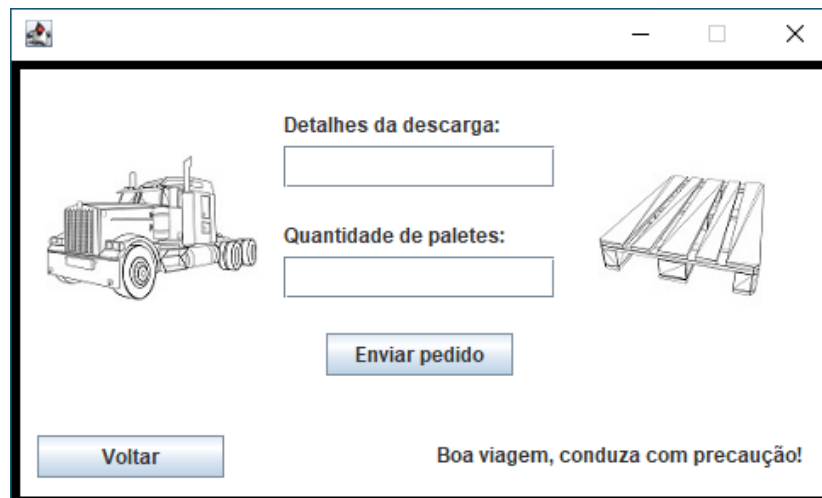 Detalhes da descarga:
Quantidade de paletes:
Enviar pedido
Voltar
Boa viagem, conduza com precaução!